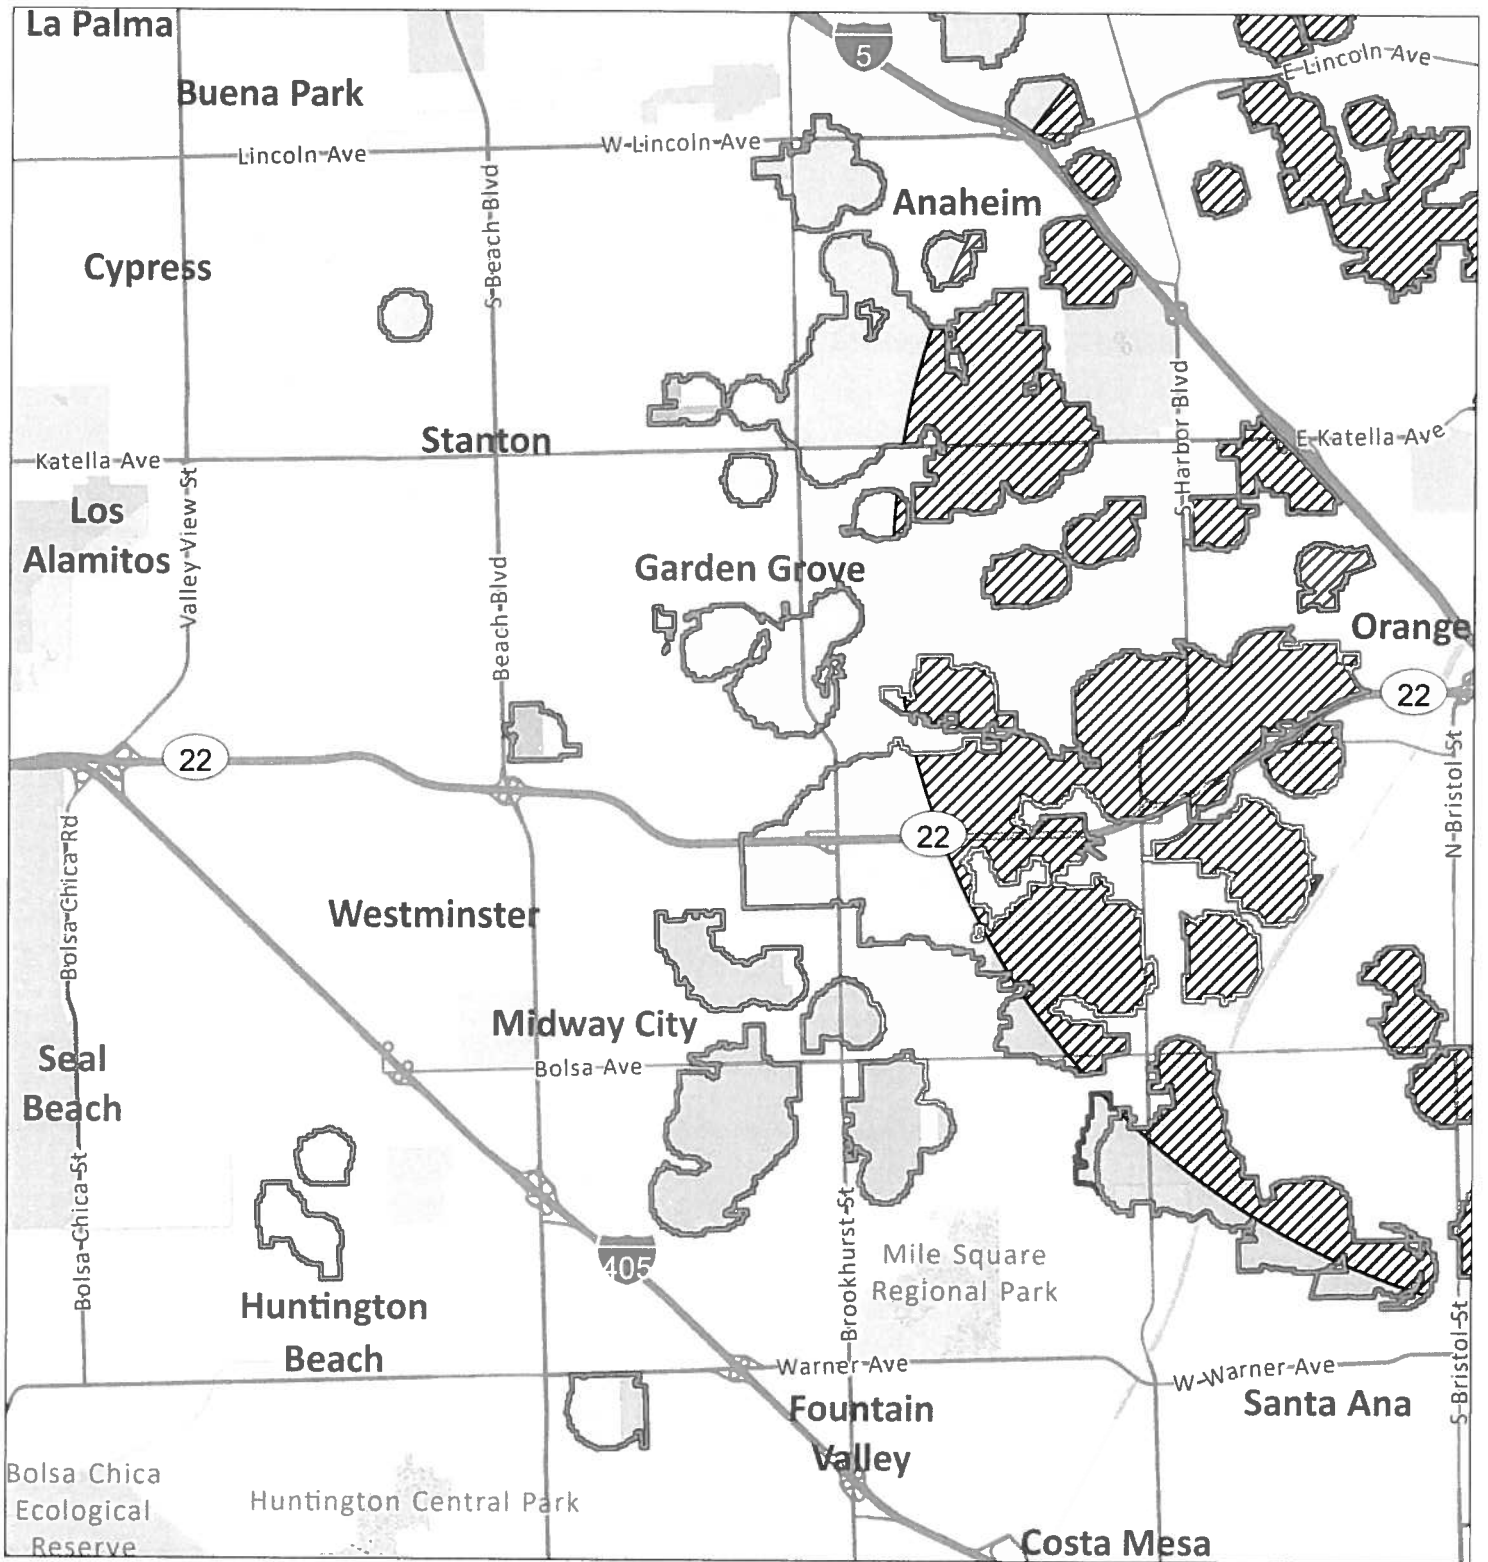 La Palma
5
E-Lincoln-Ave
Buena Park
Lincoln-Ave
W-Lincoln-Ave
S-Beach-Blvd
Anaheim
Cypress
S-Harbor-Blvd
Stanton
E-Katella-Ave
Katella Ave
Valley-View-St
Los
Alamitos
Beach-Blvd
Garden Grove
Orange
22
22
22
N-Bristol-St
Bolsa-Chica-Rd
Westminster
Midway City
Bolsa-Ave
Seal
Beach
Bolsa-Chica-St
Brookhurst-St
405
Mile Square
Regional Park
Huntington
Beach
S-Bristol-St
Warner-Ave
W-Warner-Ave
Fountain
Valley
Santa Ana
Bolsa Chica
Ecological
Reserve
Huntington Central Park
Costa Mesa